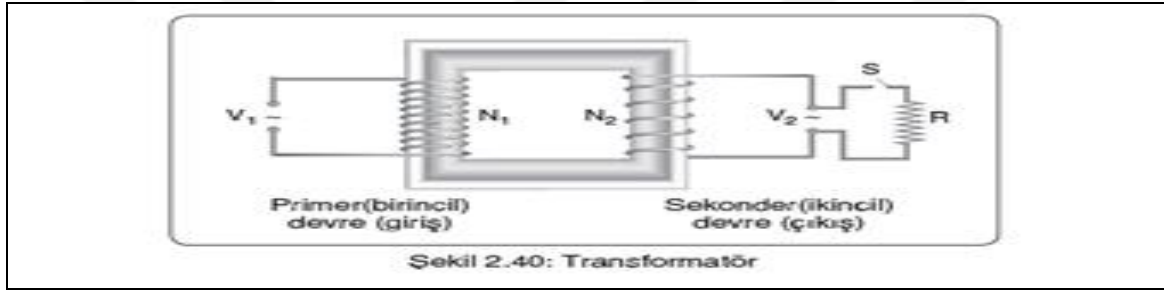 S
V₁ ~ N₁ N₂ V₂ ~ R
Primer(birincil)
devre (giriş)
Sekonder(ikincil)
devre (çıkış)
Şekil 2.40: Transformatör